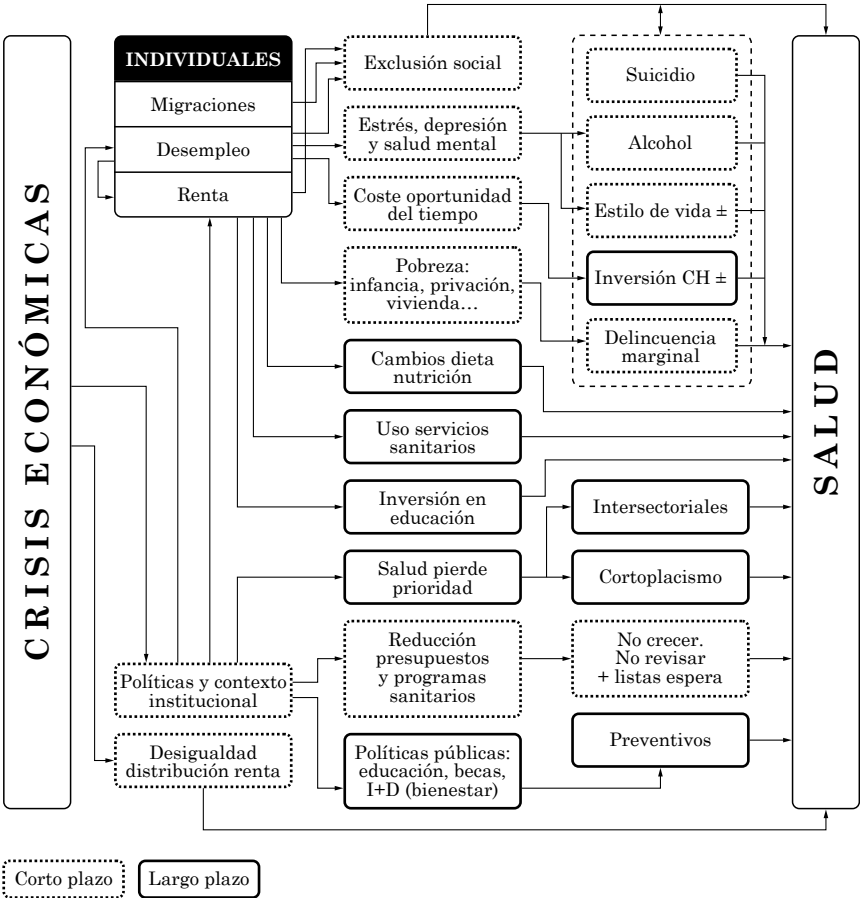 CRISIS ECONÓMICAS
INDIVIDUALES
Migraciones
Desempleo
Renta
Políticas y contexto
institucional
Desigualdad
distribución renta
Exclusión social
Estrés, depresión
y salud mental
Coste oportunidad
del tiempo
Pobreza:
infancia, privación,
vivienda…
Cambios dieta
nutrición
Uso servicios
sanitarios
Inversión en
educación
Salud pierde
prioridad
Reducción
presupuestos
y programas
sanitarios
Políticas públicas:
educación, becas,
I+D (bienestar)
Suicidio
Alcohol
Estilo de vida ±
Inversión CH ±
Delincuencia
marginal
Intersectoriales
Cortoplacismo
No crecer.
No revisar
+ listas espera
Preventivos
SALUD
Corto plazo
Largo plazo